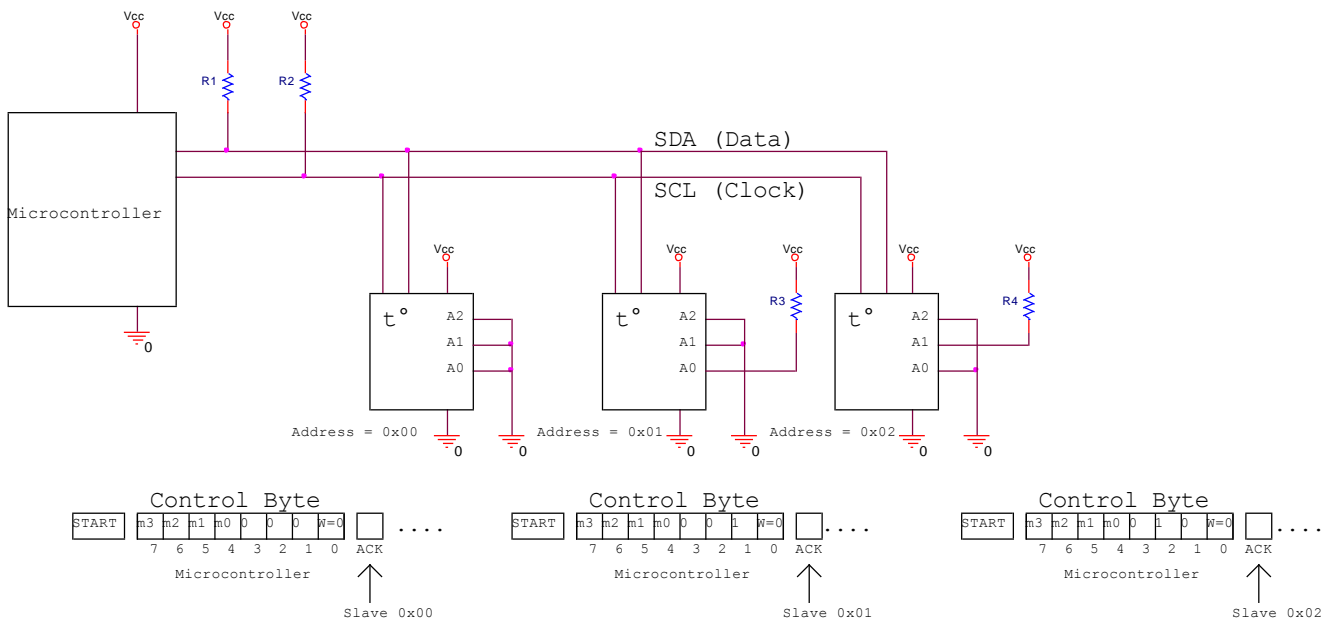 Vcc Vcc Vcc
R1 R2
SDA (Data)
SCL (Clock)
Microcontroller
Vcc Vcc Vcc Vcc Vcc
R3 R4
t° A2 t° A2 t° A2
0
A1 A1 A1
A0 A0 A0
Address = 0x00 Address = 0x01 Address = 0x02
0 0 0 0 0 0
Control Byte Control Byte Control Byte
START m3 m2 m1 m0 0 0 0 W=0 .... START m3 m2 m1 m0 0 0 1 W=0 .... START m3 m2 m1 m0 0 1 0 W=0 ....
7 6 5 4 3 2 1 0 ACK 7 6 5 4 3 2 1 0 ACK 7 6 5 4 3 2 1 0 ACK
Microcontroller Microcontroller Microcontroller
Slave 0x00 Slave 0x01 Slave 0x02